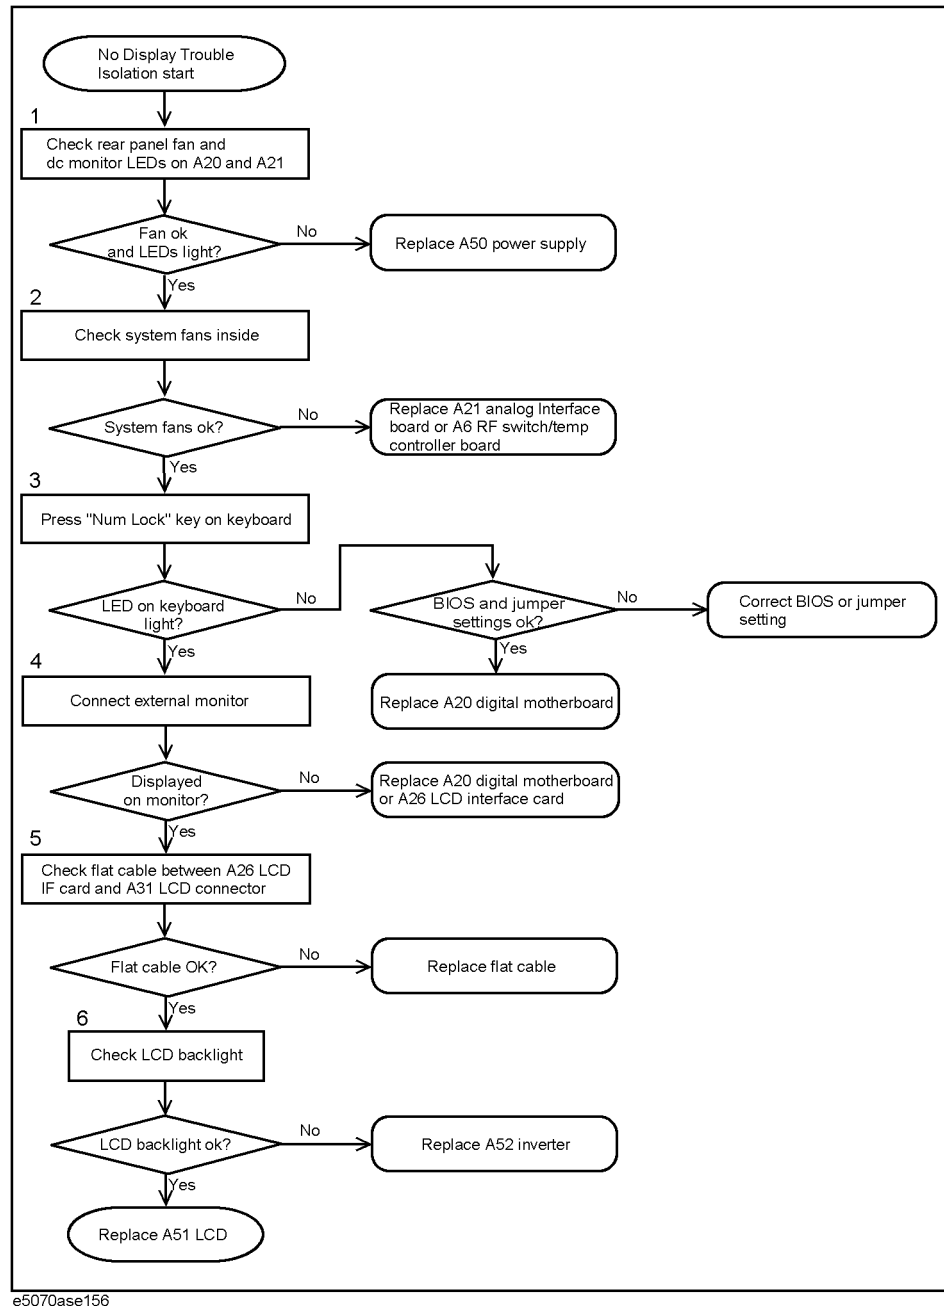 No Display Trouble
Isolation start
1
Check rear panel fan and
dc monitor LEDs on A20 and A21
Fan ok
and LEDs light?
No
Replace A50 power supply
Yes
2
Check system fans inside
System fans ok?
No
Replace A21 analog Interface
board or A6 RF switch/temp
controller board
Yes
3
Press "Num Lock" key on keyboard
LED on keyboard
light?
No
BIOS and jumper
settings ok?
No
Correct BIOS or jumper
setting
Yes
Replace A20 digital motherboard
Yes
4
Connect external monitor
Displayed
on monitor?
No
Replace A20 digital motherboard
or A26 LCD interface card
Yes
5
Check flat cable between A26 LCD
IF card and A31 LCD connector
Flat cable OK?
No
Replace flat cable
Yes
6
Check LCD backlight
LCD backlight ok?
No
Replace A52 inverter
Yes
Replace A51 LCD
e5070ase156